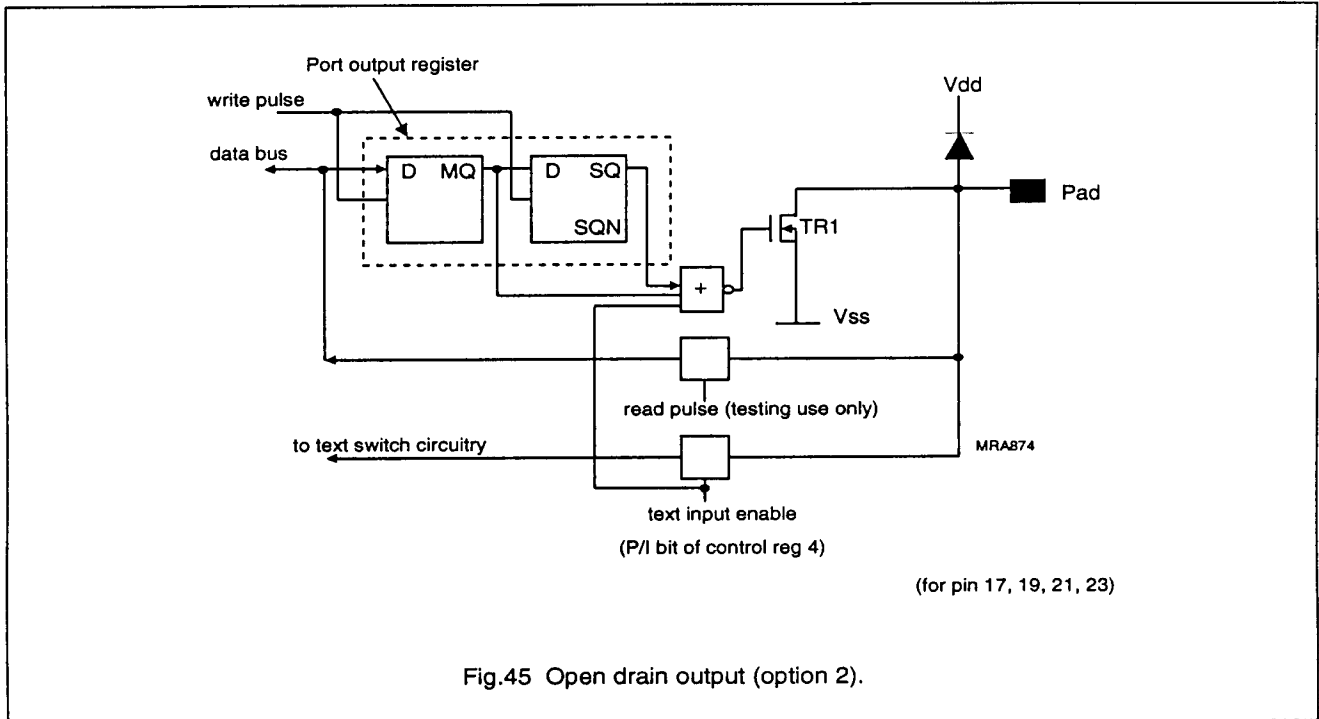 Port output register
write pulse
Vdd
data bus
D MQ
D SQ
SQN
Pad
TR1
+
Vss
read pulse (testing use only)
to text switch circuitry
MRA874
text input enable
(P/I bit of control reg 4)
(for pin 17, 19, 21, 23)
Fig.45 Open drain output (option 2).